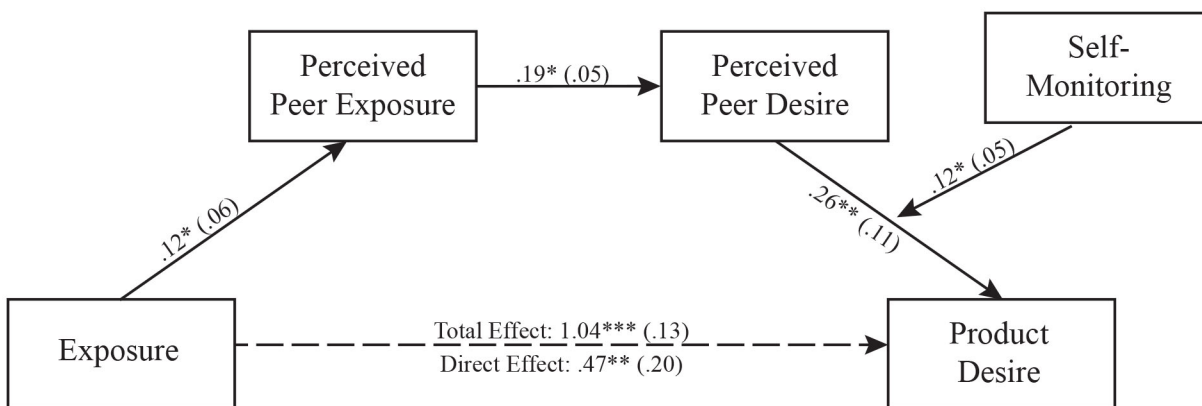 Perceived
Peer Exposure
.19* (.05)
Perceived
Peer Desire
Self-
Monitoring
.12* (.06)
.26** (.11)
.12* (.05)
Exposure
Total Effect: 1.04*** (.13)
Direct Effect: .47** (.20)
Product
Desire